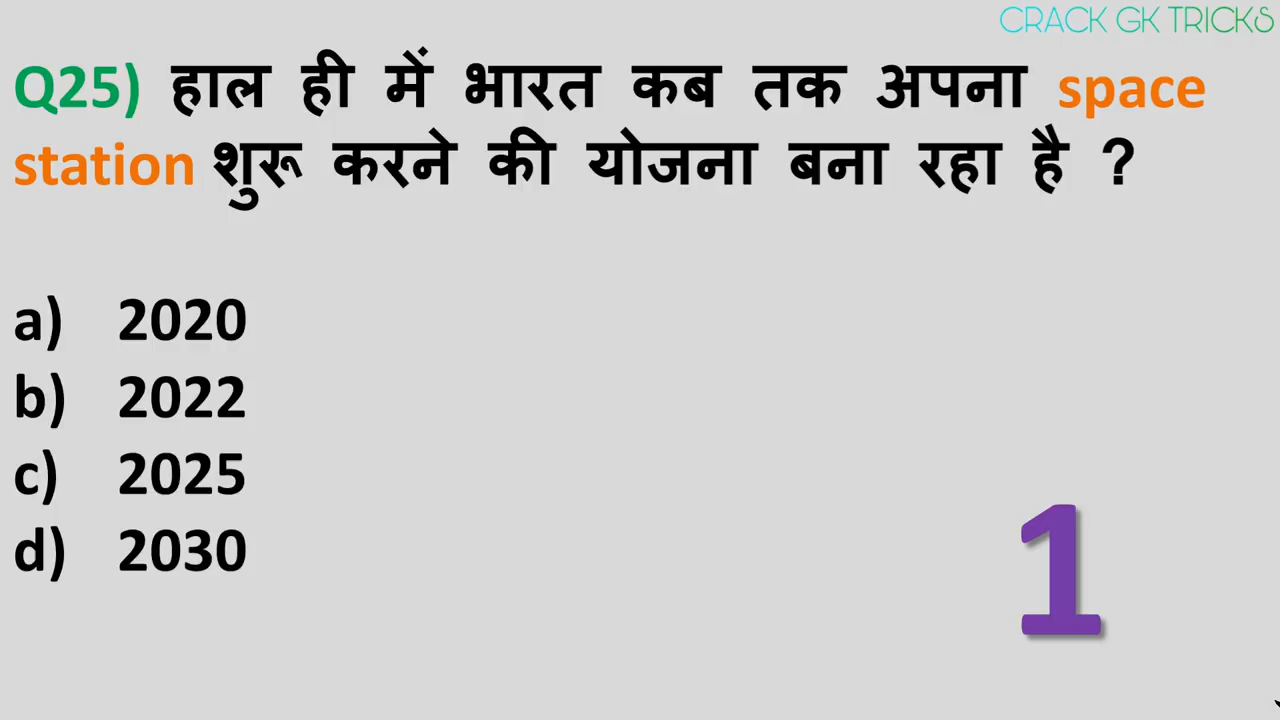 CRACK GK TRICKS
Q25) हाल ही में भारत कब तक अपना space
station शुरू करने की योजना बना रहा है ?
a) 2020
b) 2022
c) 2025
d) 2030
1